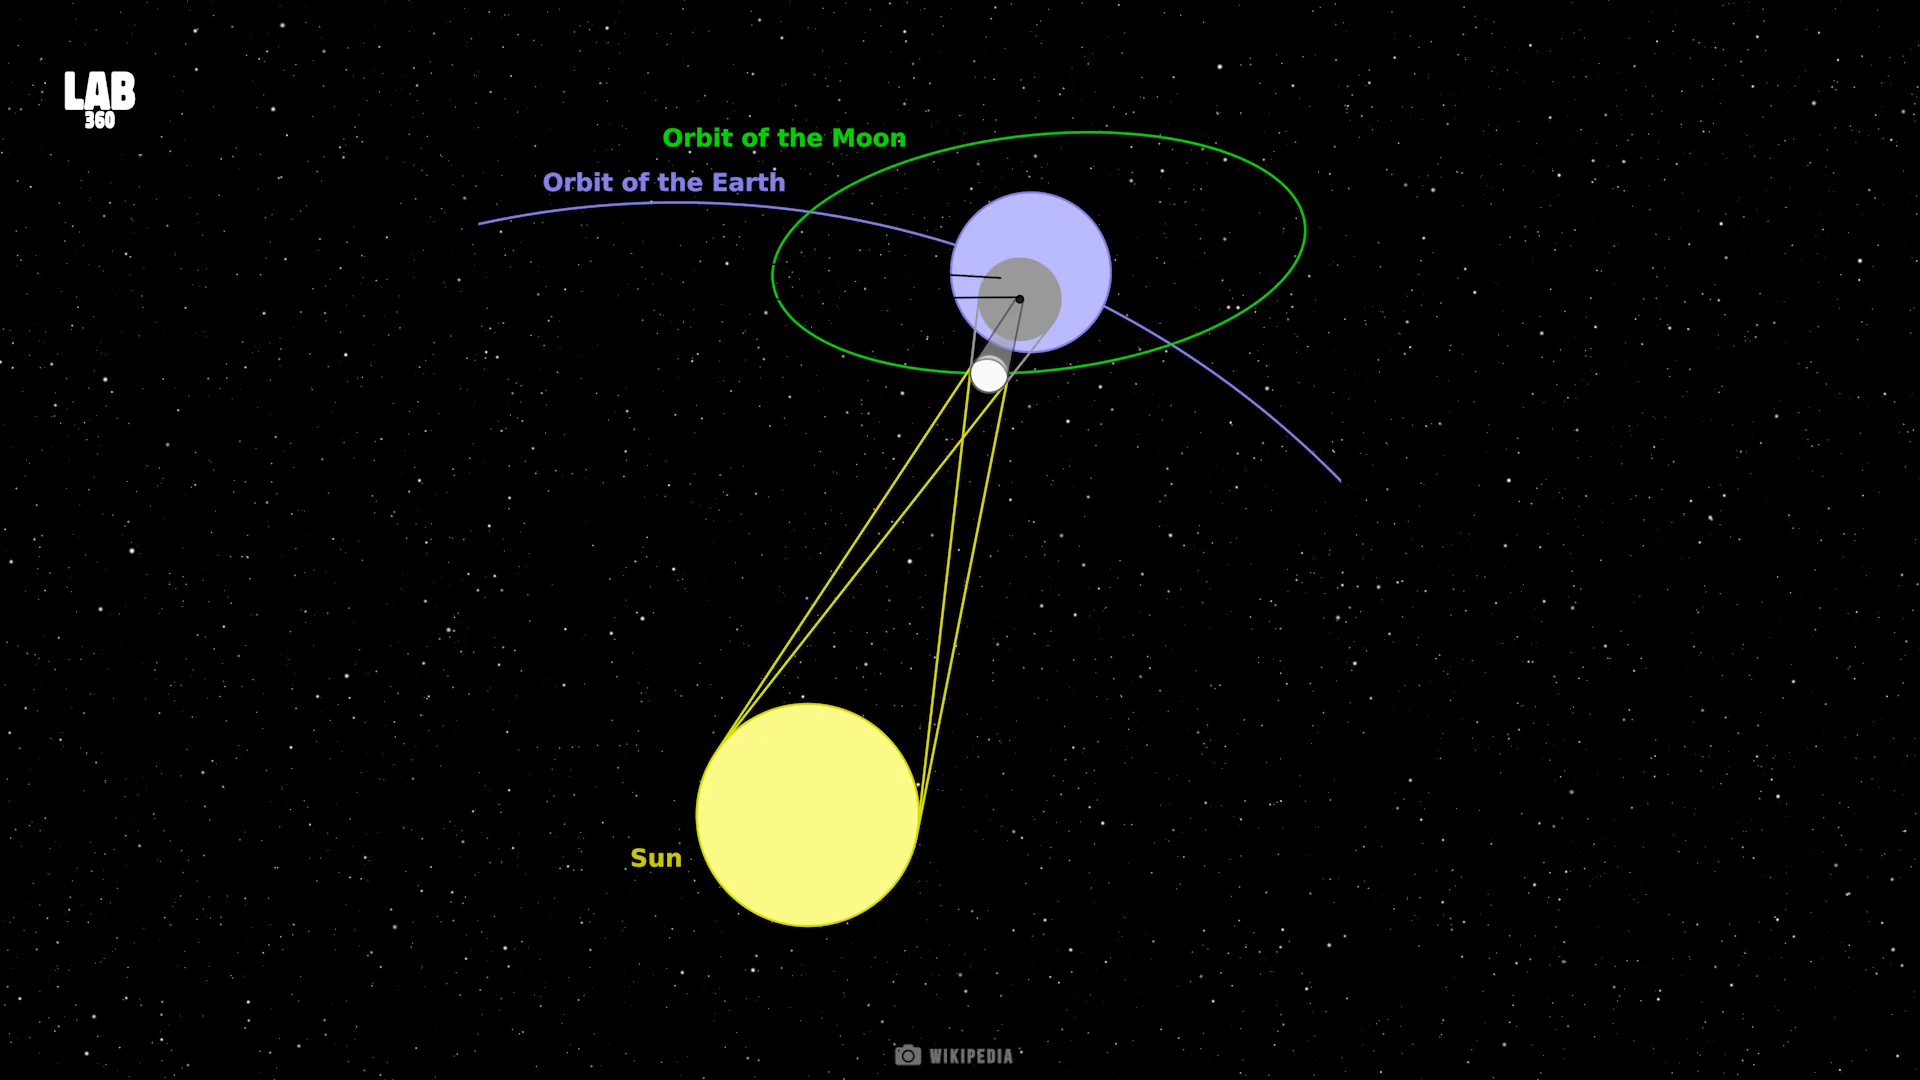 LAB
360
Orbit of the Moon
Orbit of the Earth
Sun
WIKIPEDIA